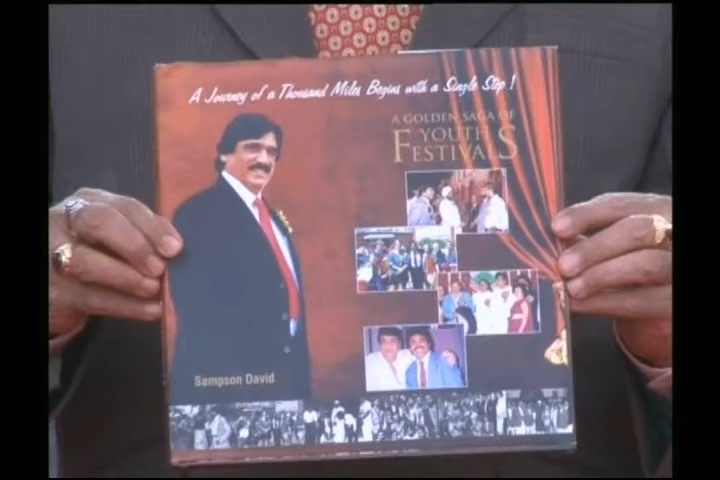 A Journey of a Thousand Miles Begins with a Single Step !
A GOLDEN SAGA OF
YOUTH
FESTIVALS
Sampson David